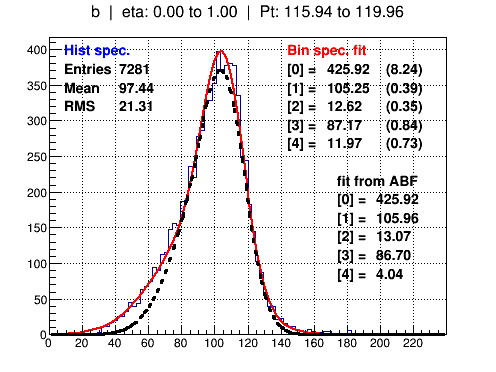 b | eta: 0.00 to 1.00 | Pt: 115.94 to 119.96
Hist spec.
Entries 7281
Mean 97.44
RMS 21.31
Bin spec. fit
[0] = 425.92 (8.24)
[1] = 105.25 (0.39)
[2] = 12.62 (0.35)
[3] = 87.17 (0.84)
[4] = 11.97 (0.73)
fit from ABF
[0] = 425.92
[1] = 105.96
[2] = 13.07
[3] = 86.70
[4] = 4.04
400
350
300
250
200
150
100
50
0
0 20 40 60 80 100 120 140 160 180 200 220